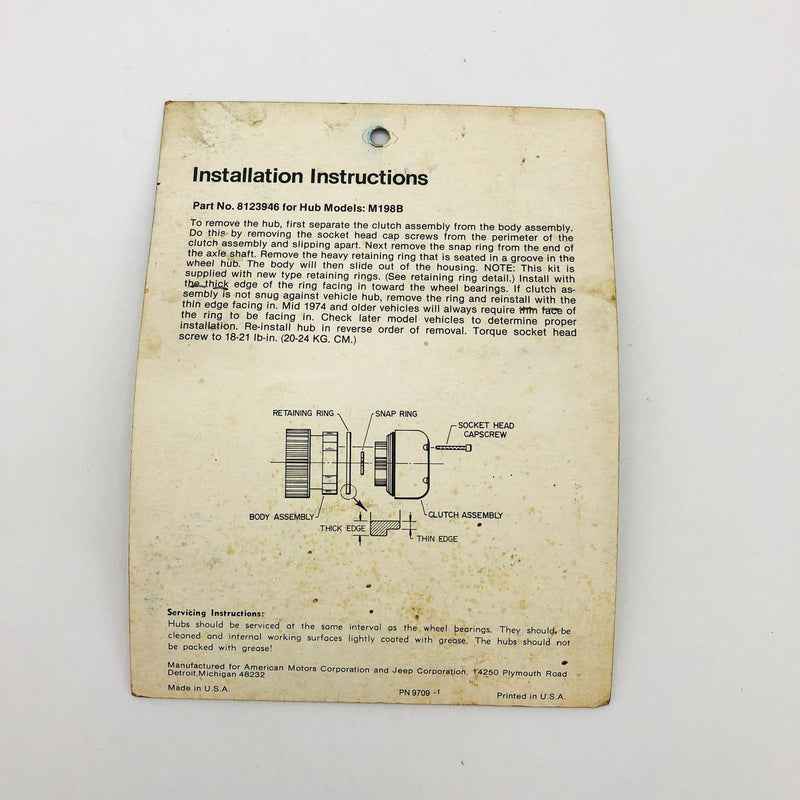 Installation Instructions
Part No. 8123946 for Hub Models: M198B
To remove the hub, first separate the clutch assembly from the body assembly.
Do this by removing the socket head cap screws from the perimeter of the
clutch assembly and slipping apart. Next remove the snap ring from the end of
the axle shaft. Remove the heavy retaining ring that is seated in a groove in the
wheel hub. The body will then slide out of the housing. NOTE: This kit is
supplied with new type retaining rings. (See retaining ring detail.) Install with
the thick edge of the ring facing in toward the wheel bearings. If clutch as-
sembly is not snug against vehicle hub, remove the ring and reinstall with the
thin edge facing in. Mid 1974 and older vehicles will always require thin face of
the ring to be facing in. Check later model vehicles to determine proper
installation. Re-install hub in reverse order of removal. Torque socket head
screw to 18-21 lb-in. (20-24 KG. CM.)
RETAINING RING
SNAP RING
SOCKET HEAD
CAPSCREW
BODY ASSEMBLY
CLUTCH ASSEMBLY
THICK EDGE
THIN EDGE
Servicing Instructions:
Hubs should be serviced at the same interval as the wheel bearings. They should be
cleaned and internal working surfaces lightly coated with grease. The hubs should not
be packed with grease!
Manufactured for American Motors Corporation and Jeep Corporation, 14250 Plymouth Road
Detroit,Michigan 48232
Made in U.S.A.
PN 9709 -1
Printed in U.S.A.